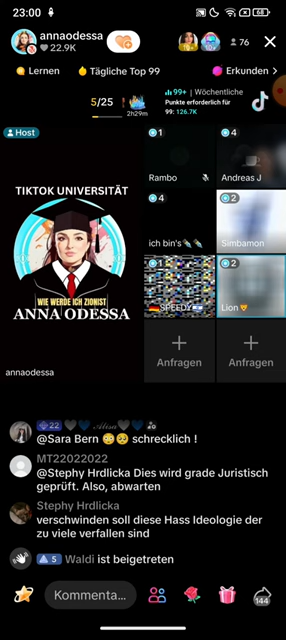 23:00
68
annaodessa
22.9K
76
Lernen
Tägliche Top 99
Erkunden >
5/25
2h29m
99+ | Wöchentliche
Punkte erforderlich für
99: 126.7K
Host
TIKTOK UNIVERSITÄT
WIE WERDE ICH ZIONIST
ANNA ODESSA
annaodessa
1
Rambo
4
Andreas J
4
ich bin's
2
Simbamon
1
SPEEDY
2
Lion
Anfragen
Anfragen
22 Alisa
@Sara Bern schrecklich !
MT22022022
@Stephy Hrdlicka Dies wird grade Juristisch
geprüft. Also, abwarten
Stephy Hrdlicka
verschwinden soll diese Hass Ideologie der
zu viele verfallen sind
5 Waldi ist beigetreten
Kommenta...
144